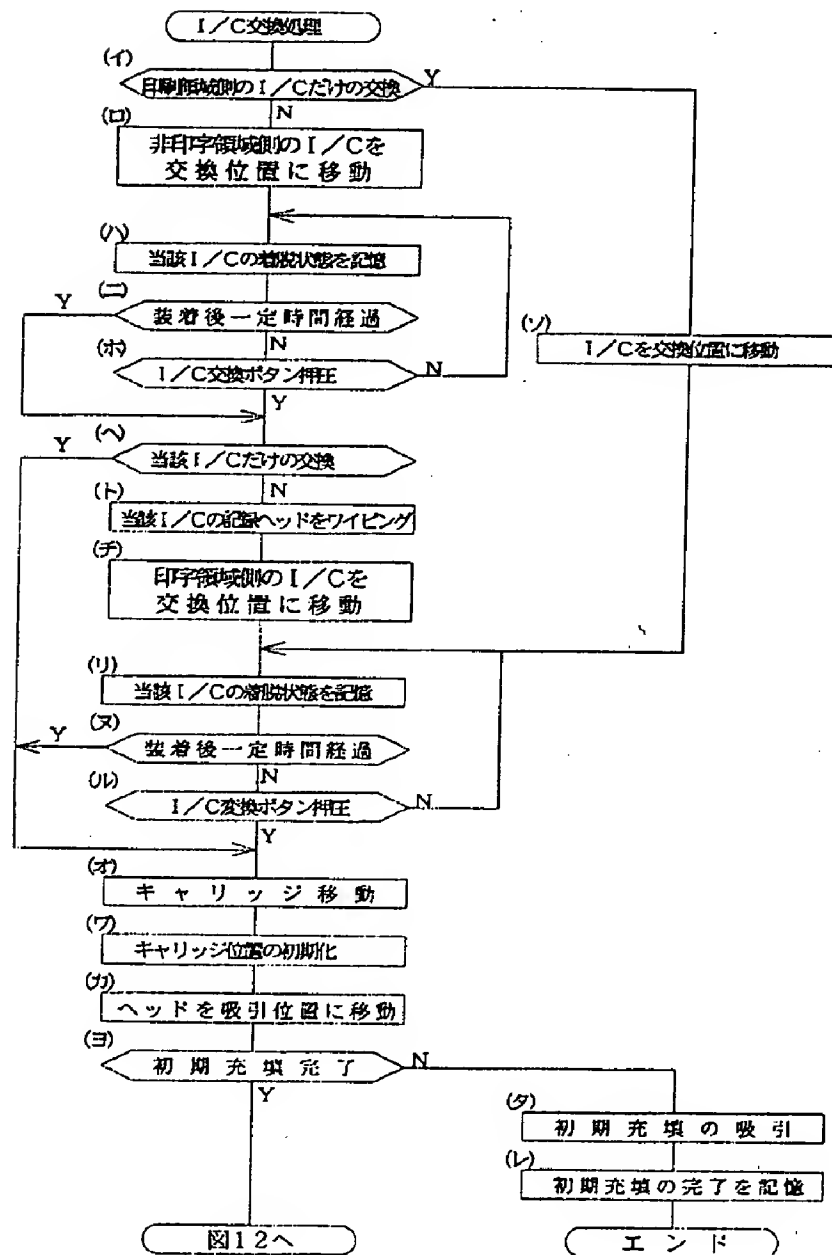 I/C交換処理
(イ)
印刷領域側のI/Cだけの交換
Y
N
(ロ)
非印字領域側のI/Cを
交換位置に移動
(ハ)
当該I/Cの着脱状態を記憶
(ニ)
Y
装着後一定時間経過
N
(ソ)
I/Cを交換位置に移動
(ホ)
I/C交換ボタン押圧
N
Y
(ヘ)
Y
当該I/Cだけの交換
N
(ト)
当該I/Cの記録ヘッドをワイピング
(チ)
印字領域側のI/Cを
交換位置に移動
(リ)
当該I/Cの着脱状態を記憶
(ヌ)
Y
装着後一定時間経過
N
(ル)
I/C変換ボタン押圧
N
Y
(オ)
キャリッジ移動
(ワ)
キャリッジ位置の初期化
(カ)
ヘッドを吸引位置に移動
(ヨ)
初期充填完了
N
Y
(タ)
初期充填の吸引
(レ)
初期充填の完了を記憶
図12へ
エンド